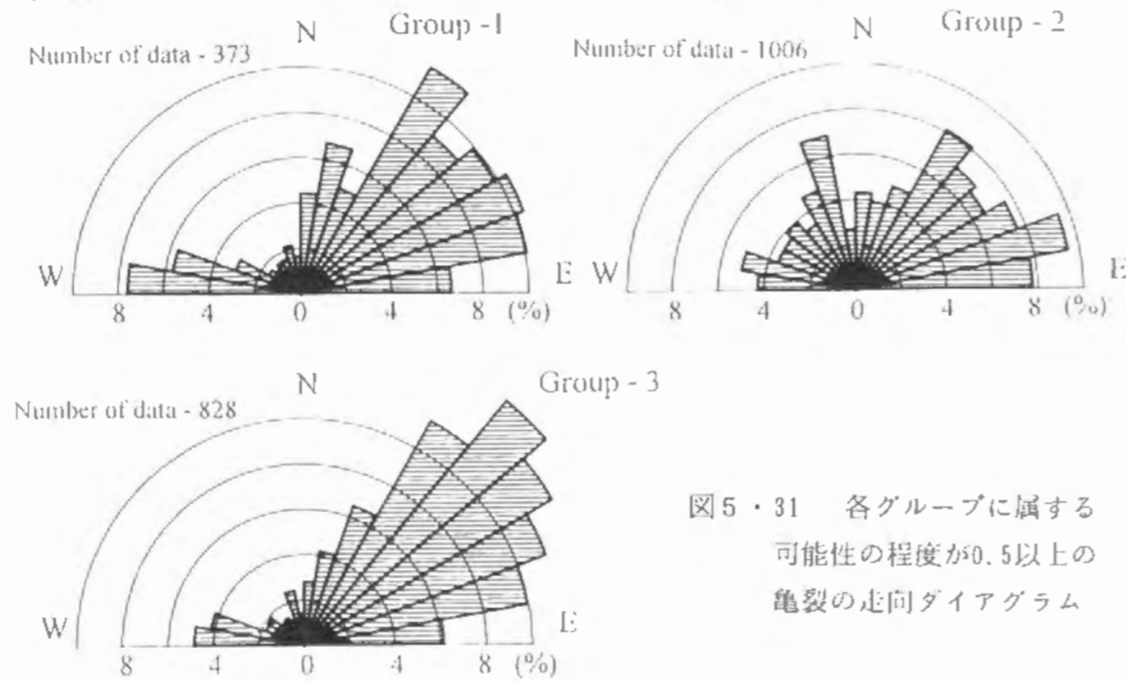 Group -1
N
Number of data - 373
W
E
8 4 0 4 8 (%)
Group - 2
N
Number of data - 1006
W
E
8 4 0 4 8 (%)
Group - 3
N
Number of data - 828
W
E
8 4 0 4 8 (%)
図5・31 各グループに属する
可能性の程度が0.5以上の
亀裂の走向ダイアグラム